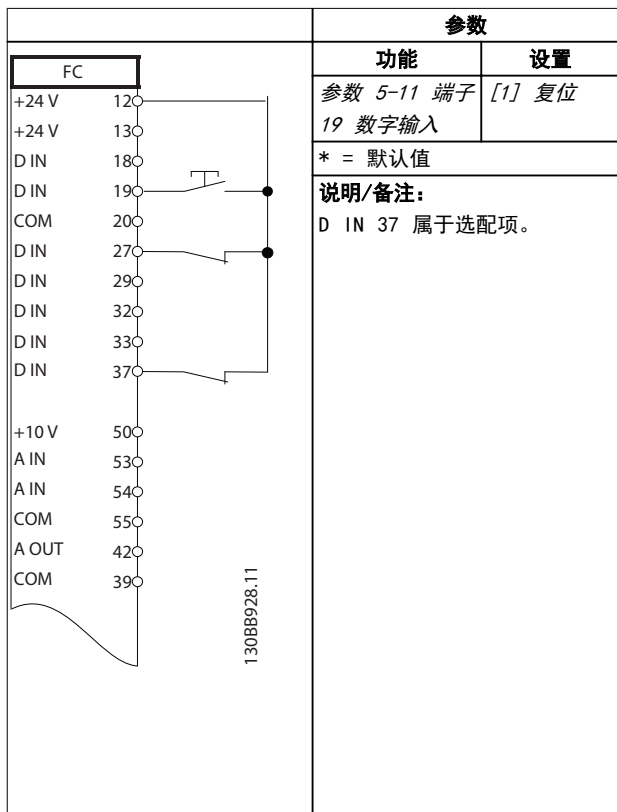 参数
功能
设置
参数 5-11 端子
19 数字输入
[1] 复位
* = 默认值
说明/备注:
D IN 37 属于选配项。
FC
+24 V 12
+24 V 13
D IN 18
D IN 19
COM 20
D IN 27
D IN 29
D IN 32
D IN 33
D IN 37
+10 V 50
A IN 53
A IN 54
COM 55
A OUT 42
COM 39
130BB928.11